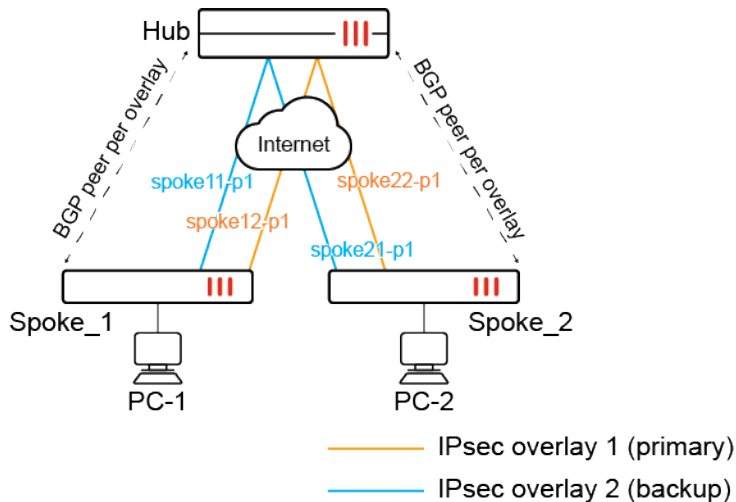 Hub
BGP peer per overlay
BGP peer per overlay
Internet
spoke11-p1
spoke22-p1
spoke12-p1
spoke21-p1
Spoke_1
Spoke_2
PC-1
PC-2
IPsec overlay 1 (primary)
IPsec overlay 2 (backup)